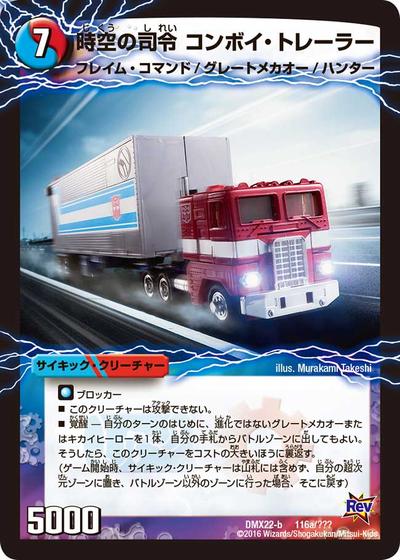 7
時空の司令 コンボイ・トレーラー
フレイム・コマンド / グレートメカオー / ハンター
サイキック・クリーチャー
illus. Murakami Takeshi
ブロッカー
■ このクリーチャーは攻撃できない。
■ 覚醒 ― 自分のターンのはじめに、進化ではないグレートメカオーまた
はキカイヒーローを1体、自分の手札からバトルゾーンに出してもよい。
そうしたら、このクリーチャーをコストの大きいほうに裏返す。
(ゲーム開始時、サイキック・クリーチャーは山札には含めず、自分の超次
元ゾーンに置き、バトルゾーン以外のゾーンに行った場合、そこに戻す)
Rev
5000
DMX22-b 116a/???
©2016 Wizards/Shogakukan/Mitsui-Kids